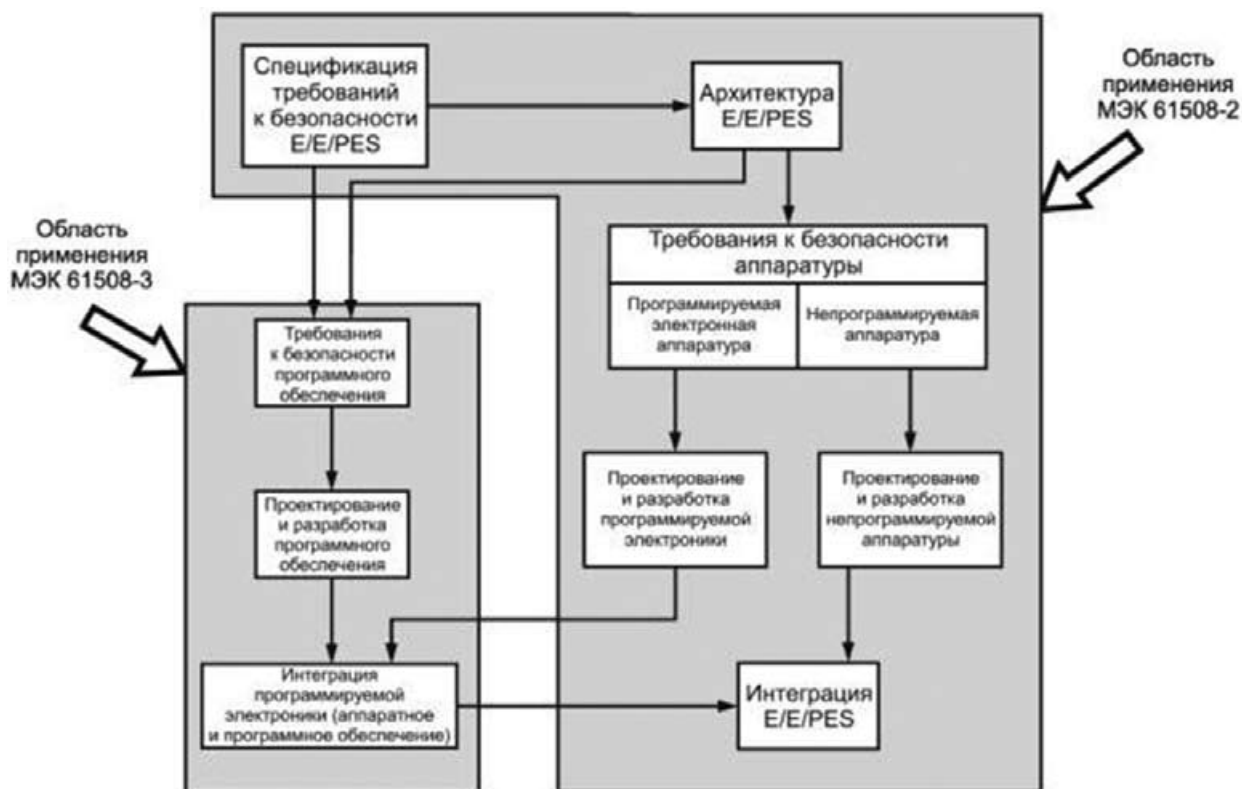 Спецификация
требований
к безопасности
E/E/PES
Архитектура
E/E/PES
Область
применения
МЭК 61508-2
Область
применения
МЭК 61508-3
Требования к безопасности
аппаратуры
Программируемая
электронная
аппаратура
Непрограммируемая
аппаратура
Требования
к безопасности
программного
обеспечения
Проектирование
и разработка
программируемой
электроники
Проектирование
и разработка
непрограммируемой
аппаратуры
Проектирование
и разработка
программного
обеспечения
Интеграция
программируемой
электроники (аппаратное
и программное обеспечение)
Интеграция
E/E/PES